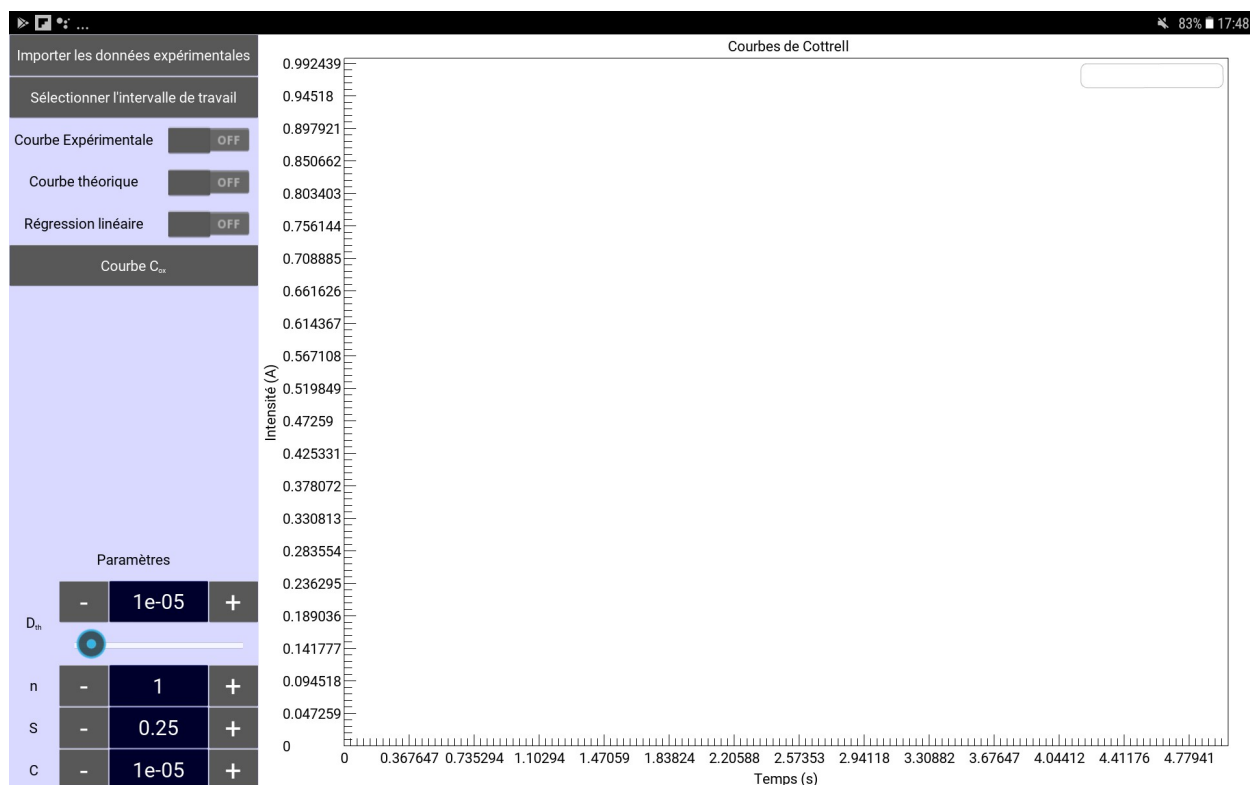 ... 83% 17:48
Importer les données expérimentales
Sélectionner l'intervalle de travail
Courbe Expérimentale OFF
Courbe théorique OFF
Régression linéaire OFF
Courbe Cox
Paramètres
Dth - 1e-05 +
n - 1 +
S - 0.25 +
C - 1e-05 +
Courbes de Cottrell
Intensité (A)
0.992439
0.94518
0.897921
0.850662
0.803403
0.756144
0.708885
0.661626
0.614367
0.567108
0.519849
0.47259
0.425331
0.378072
0.330813
0.283554
0.236295
0.189036
0.141777
0.094518
0.047259
0
0 0.367647 0.735294 1.10294 1.47059 1.83824 2.20588 2.57353 2.94118 3.30882 3.67647 4.04412 4.41176 4.77941
Temps (s)